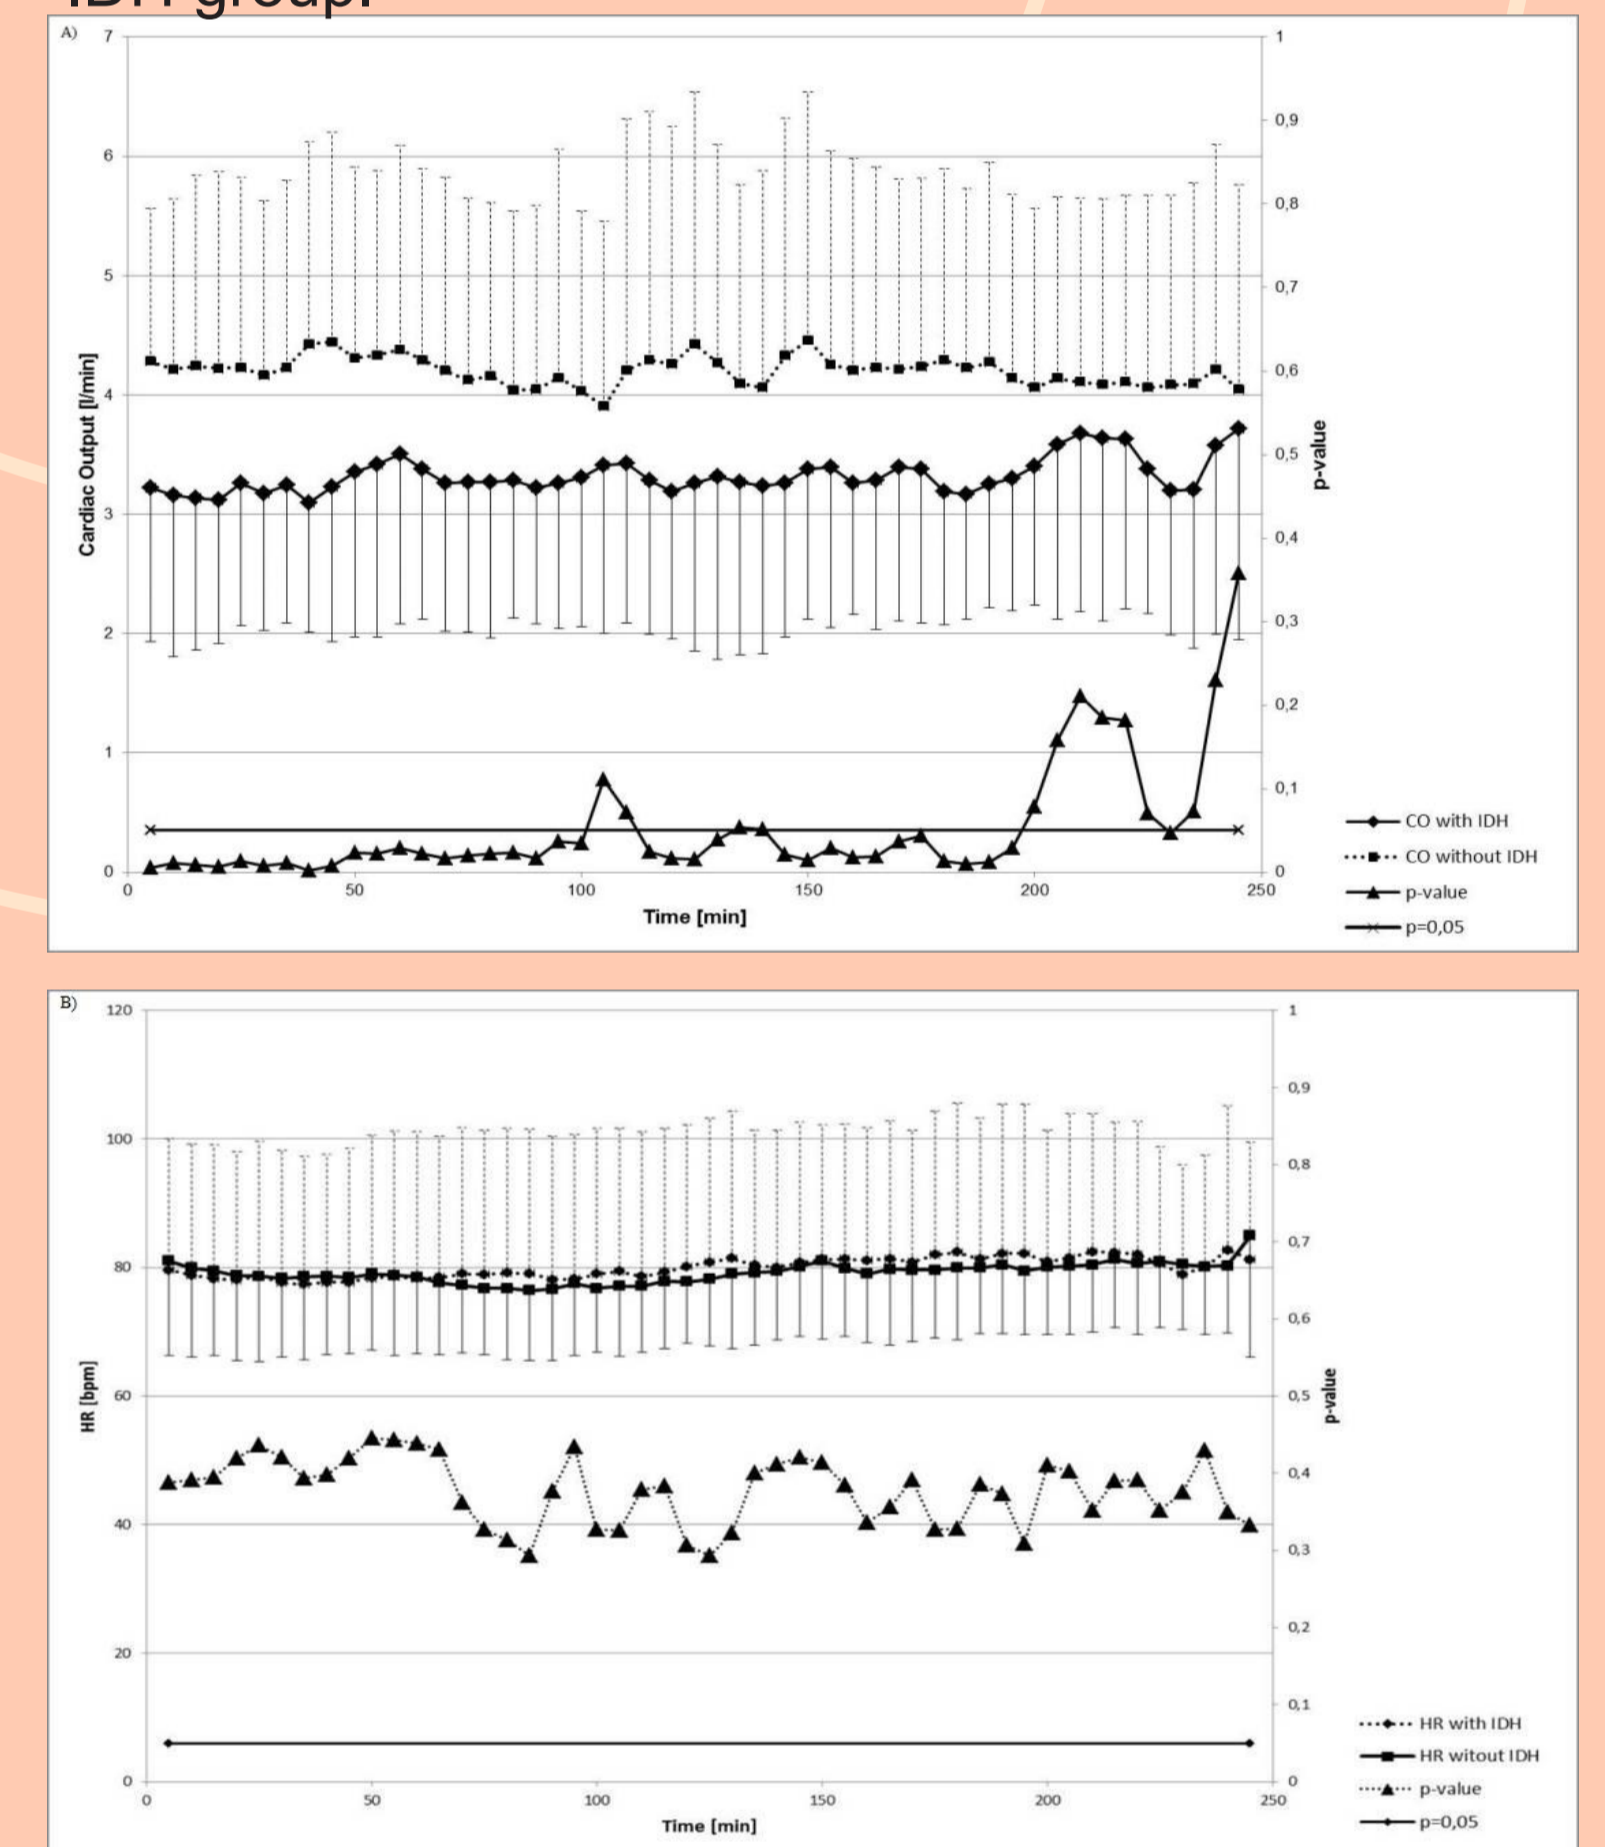 IDH group.
A)
7
6
5
4
3
2
1
0
Cardiac Output [l/min]
0
50
100
150
200
250
Time [min]
1
0,9
0,8
0,7
0,6
0,5
0,4
0,3
0,2
0,1
0
p-value
CO with IDH
CO without IDH
p-value
p=0,05
B)
120
100
80
60
40
20
0
HR [bpm]
0
50
100
150
200
250
Time [min]
1
0,9
0,8
0,7
0,6
0,5
0,4
0,3
0,2
0,1
0
p-value
HR with IDH
HR witout IDH
p-value
p=0,05